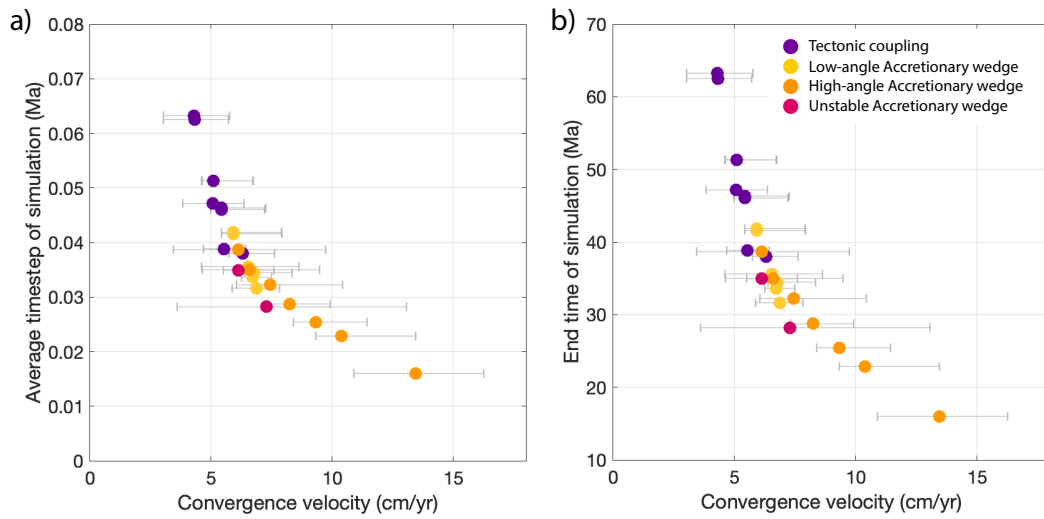 a)
Average timestep of simulation (Ma)
0.08
0.07
0.06
0.05
0.04
0.03
0.02
0.01
0
0
5
10
15
Convergence velocity (cm/yr)
b)
End time of simulation (Ma)
70
60
50
40
30
20
10
0
5
10
15
Convergence velocity (cm/yr)
Tectonic coupling
Low-angle Accretionary wedge
High-angle Accretionary wedge
Unstable Accretionary wedge